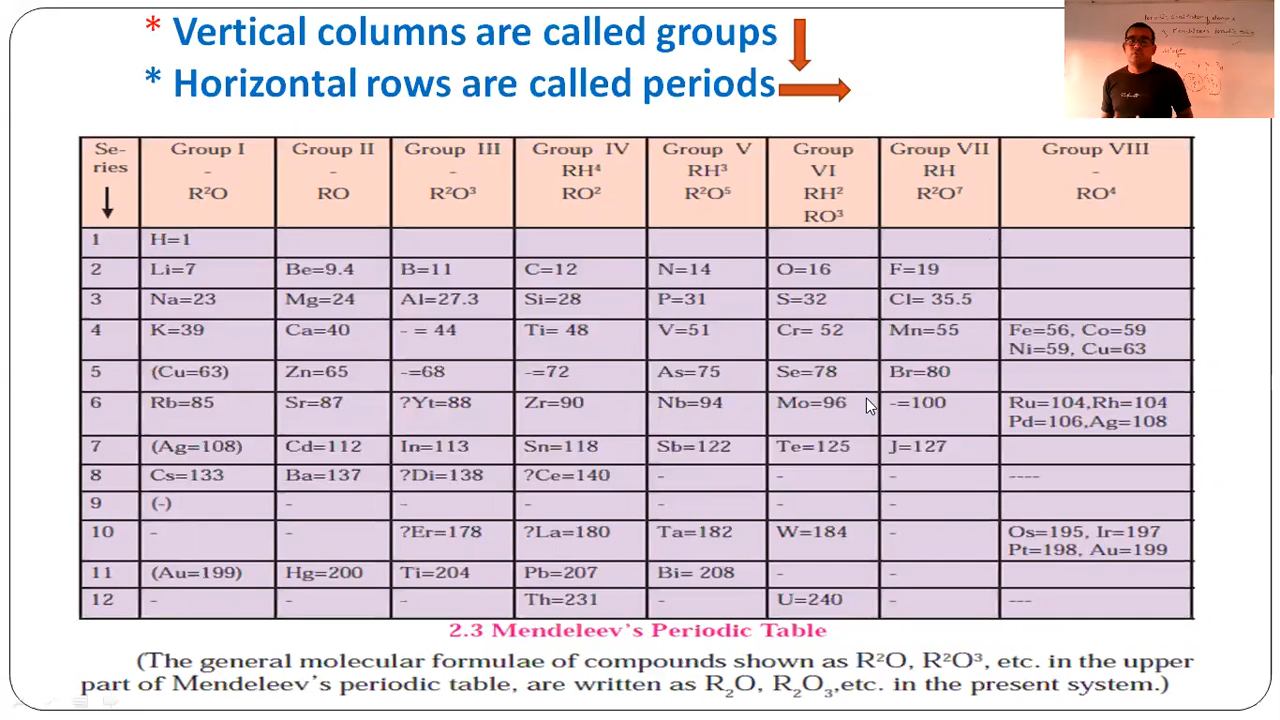 * Vertical columns are called groups
* Horizontal rows are called periods
Se- Group I Group II Group III Group IV Group V Group Group VII Group VIII
ries - - - RH⁴ RH³ VI RH -
R²O RO R²O³ RO² R²O⁵ RH² R²O⁷ RO⁴
RO³
1 H=1
2 Li=7 Be=9.4 B=11 C=12 N=14 O=16 F=19
3 Na=23 Mg=24 Al=27.3 Si=28 P=31 S=32 Cl= 35.5
4 K=39 Ca=40 - = 44 Ti= 48 V=51 Cr= 52 Mn=55 Fe=56, Co=59
Ni=59, Cu=63
5 (Cu=63) Zn=65 -=68 -=72 As=75 Se=78 Br=80
6 Rb=85 Sr=87 ?Yt=88 Zr=90 Nb=94 Mo=96 -=100 Ru=104,Rh=104
Pd=106,Ag=108
7 (Ag=108) Cd=112 In=113 Sn=118 Sb=122 Te=125 J=127
8 Cs=133 Ba=137 ?Di=138 ?Ce=140 - - - ----
9 (-) - - - - - -
10 - - ?Er=178 ?La=180 Ta=182 W=184 - Os=195, Ir=197
Pt=198, Au=199
11 (Au=199) Hg=200 Ti=204 Pb=207 Bi= 208 - -
12 - - - Th=231 - U=240 - ---
2.3 Mendeleev's Periodic Table
(The general molecular formulae of compounds shown as R²O, R²O³, etc. in the upper
part of Mendeleev's periodic table, are written as R₂O, R₂O₃,etc. in the present system.)